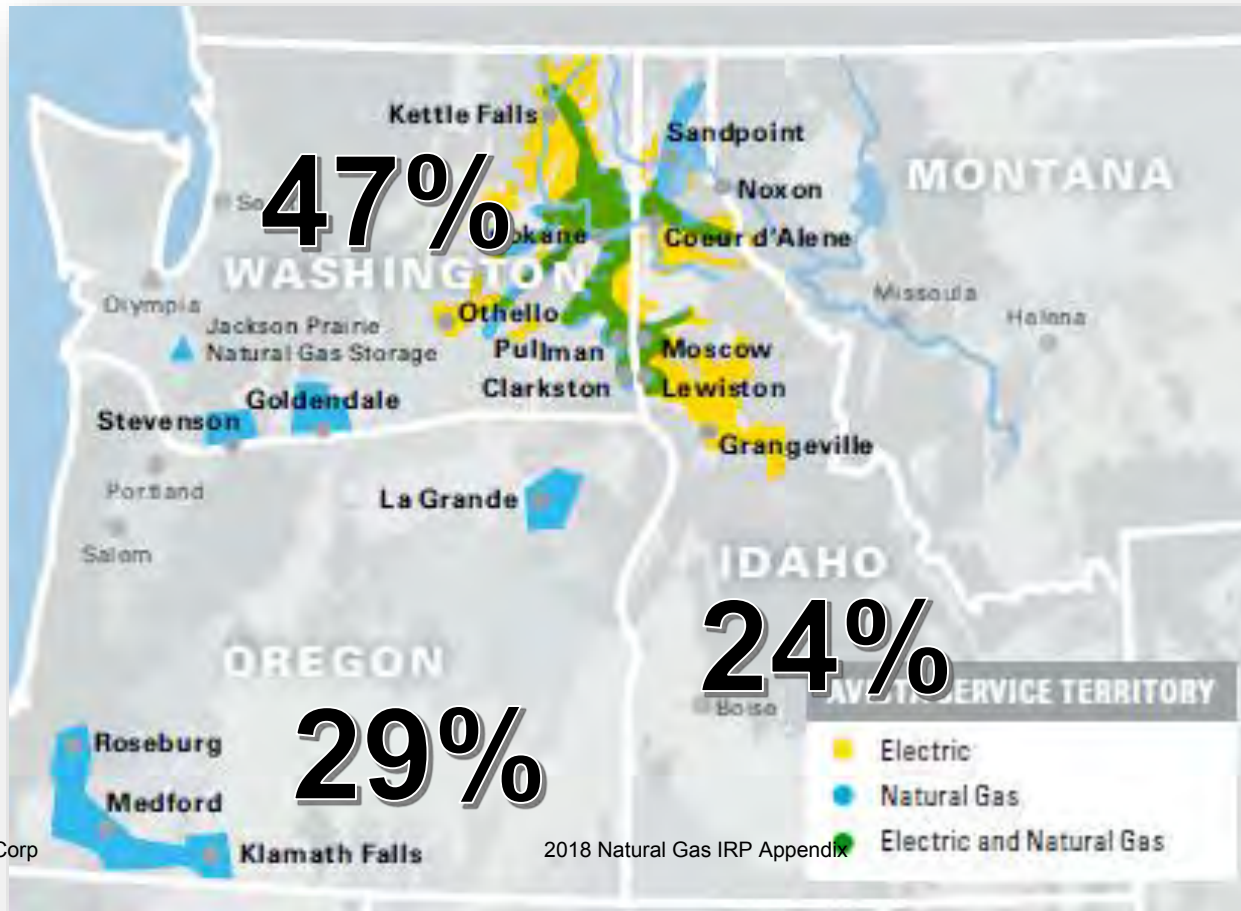 Kettle Falls
Sandpoint
47%
Noxon
MONTANA
okane
Coeur d'Alene
WASHINGTON
Olympia
Othello
Missoula
Helena
Jackson Prairie
Natural Gas Storage
Pullman
Moscow
Clarkston
Lewiston
Goldendale
Stevenson
Grangeville
Portland
La Grande
Salem
IDAHO
24%
OREGON
29%
Boise
SERVICE TERRITORY
Electric
Roseburg
Natural Gas
Medford
Electric and Natural Gas
Klamath Falls
Corp
2018 Natural Gas IRP Appendix